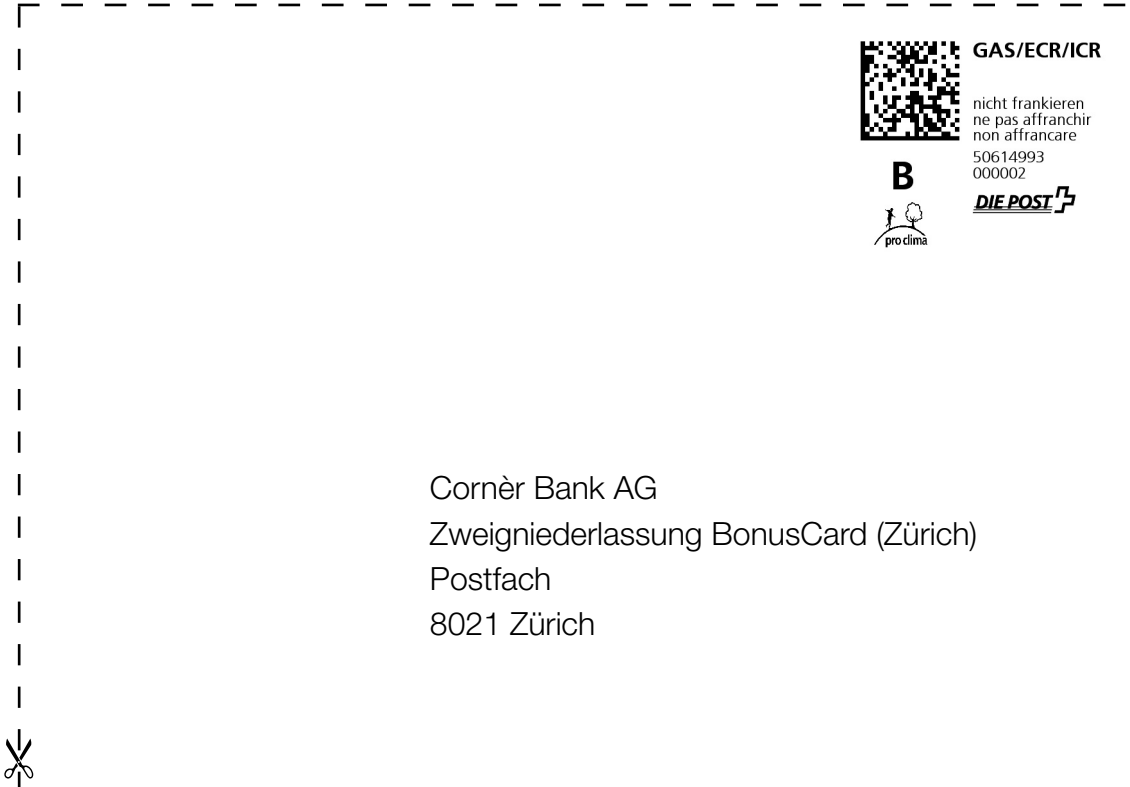 GAS/ECR/ICR
nicht frankieren
ne pas affranchir
non affrancare
50614993
000002
B
DIE POST
pro clima
Cornèr Bank AG
Zweigniederlassung BonusCard (Zürich)
Postfach
8021 Zürich